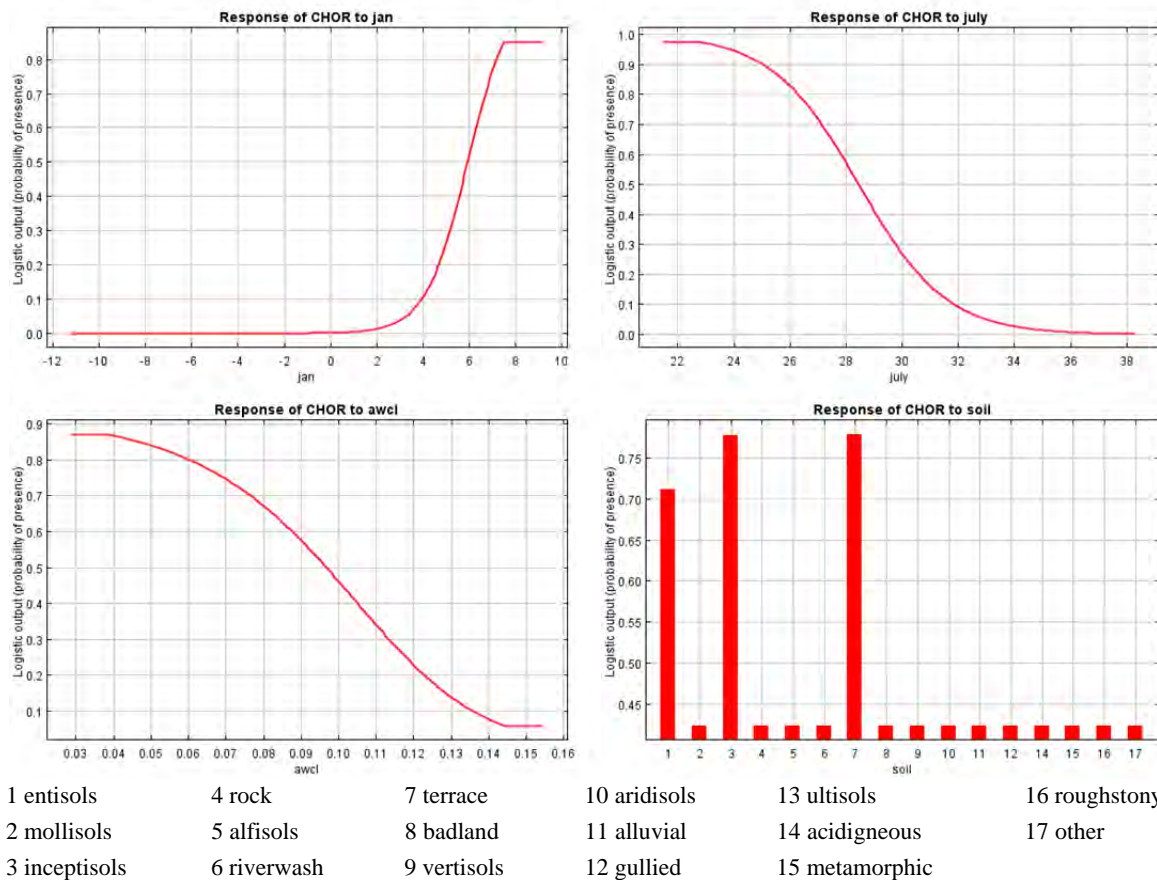 Response of CHOR to jan
Logistic output (probability of presence)
0.8
0.7
0.6
0.5
0.4
0.3
0.2
0.1
0.0
-12 -10 -8 -6 -4 -2 0 2 4 6 8 10
jan
Response of CHOR to july
Logistic output (probability of presence)
1.0
0.9
0.8
0.7
0.6
0.5
0.4
0.3
0.2
0.1
0.0
22 24 26 28 30 32 34 36 38
july
Response of CHOR to awcl
Logistic output (probability of presence)
0.9
0.8
0.7
0.6
0.5
0.4
0.3
0.2
0.1
0.03 0.04 0.05 0.06 0.07 0.08 0.09 0.10 0.11 0.12 0.13 0.14 0.15 0.16
awcl
Response of CHOR to soil
Logistic output (probability of presence)
0.75
0.70
0.65
0.60
0.55
0.50
0.45
1 2 3 4 5 6 7 8 9 10 11 12 14 15 16 17
soil
1 entisols 4 rock 7 terrace 10 aridisols 13 ultisols 16 roughstony
2 mollisols 5 alfisols 8 badland 11 alluvial 14 acidigneous 17 other
3 inceptisols 6 riverwash 9 vertisols 12 gullied 15 metamorphic